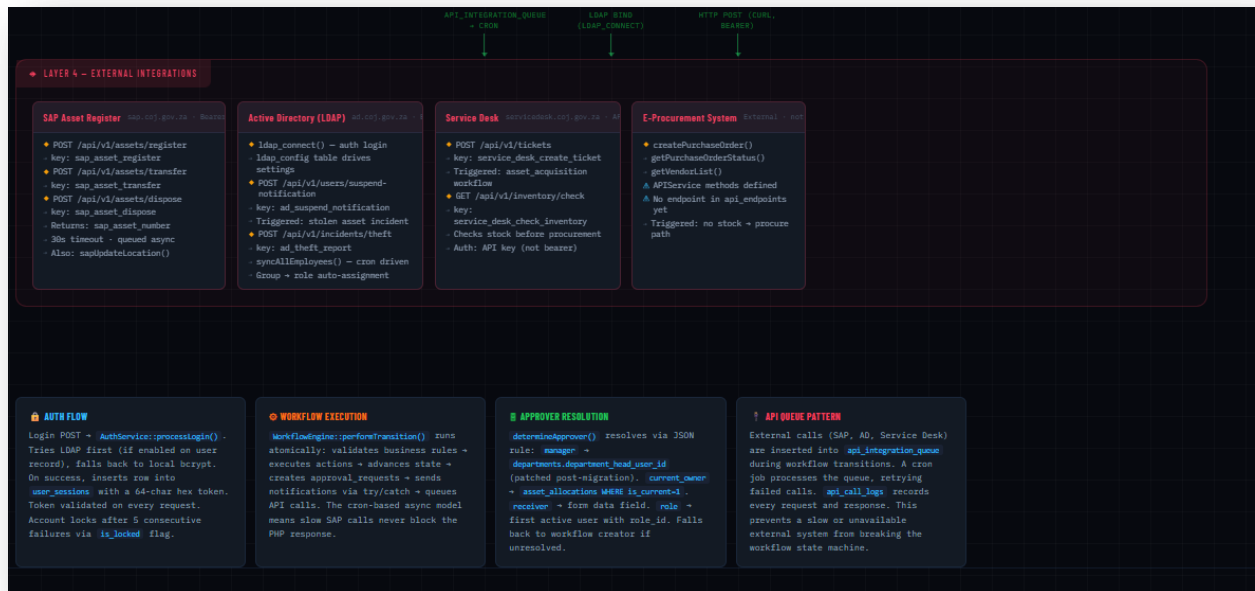 API_INTEGRATION_QUEUE
→ CRON
LDAP BIND
(LDAP_CONNECT)
HTTP POST (CURL,
BEARER)
LAYER 4 — EXTERNAL INTEGRATIONS
SAP Asset Register sap.coj.gov.za · Bearer
◆ POST /api/v1/assets/register
· key: sap_asset_register
◆ POST /api/v1/assets/transfer
· key: sap_asset_transfer
◆ POST /api/v1/assets/dispose
· key: sap_asset_dispose
· Returns: sap_asset_number
· 30s timeout · queued async
· Also: sapUpdateLocation()
Active Directory (LDAP) ad.coj.gov.za ·
◆ ldap_connect() — auth login
· ldap_config table drives
settings
◆ POST /api/v1/users/suspend-
notification
· key: ad_suspend_notification
· Triggered: stolen asset incident
◆ POST /api/v1/incidents/theft
· key: ad_theft_report
· syncAllEmployees() — cron driven
· Group → role auto-assignment
Service Desk servicedesk.coj.gov.za · AP
◆ POST /api/v1/tickets
· key: service_desk_create_ticket
· Triggered: asset_acquisition
workflow
◆ GET /api/v1/inventory/check
· key:
service_desk_check_inventory
· Checks stock before procurement
· Auth: API key (not bearer)
E-Procurement System External · not
◆ createPurchaseOrder()
· getPurchaseOrderStatus()
· getVendorList()
⚠ APIService methods defined
⚠ No endpoint in api_endpoints
yet
· Triggered: no stock → procure
path
🔒 AUTH FLOW
Login POST → AuthService::processLogin() .
Tries LDAP first (if enabled on user
record), falls back to local bcrypt.
On success, inserts row into
user_sessions with a 64-char hex token.
Token validated on every request.
Account locks after 5 consecutive
failures via is_locked flag.
⚙ WORKFLOW EXECUTION
WorkflowEngine::performTransition() runs
atomically: validates business rules →
executes actions → advances state →
creates approval_requests → sends
notifications via try/catch → queues
API calls. The cron-based async model
means slow SAP calls never block the
PHP response.
APPROVER RESOLUTION
determineApprover() resolves via JSON
rule: manager →
departments.department_head_user_id
(patched post-migration). current_owner
→ asset_allocations WHERE is_current=1 .
receiver → form data field. role →
first active user with role_id. Falls
back to workflow creator if
unresolved.
API QUEUE PATTERN
External calls (SAP, AD, Service Desk)
are inserted into api_integration_queue
during workflow transitions. A cron
job processes the queue, retrying
failed calls. api_call_logs records
every request and response. This
prevents a slow or unavailable
external system from breaking the
workflow state machine.